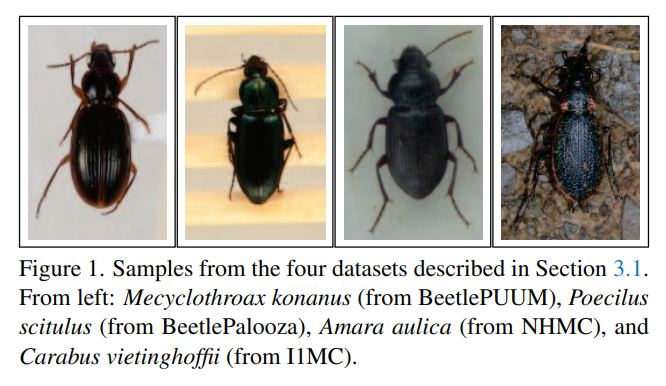 Figure 1. Samples from the four datasets described in Section 3.1.
From left: Mecyclothroax konanus (from BeetlePUUM), Poecilus
scitulus (from BeetlePalooza), Amara aulica (from NHMC), and
Carabus vietinghoffii (from I1MC).